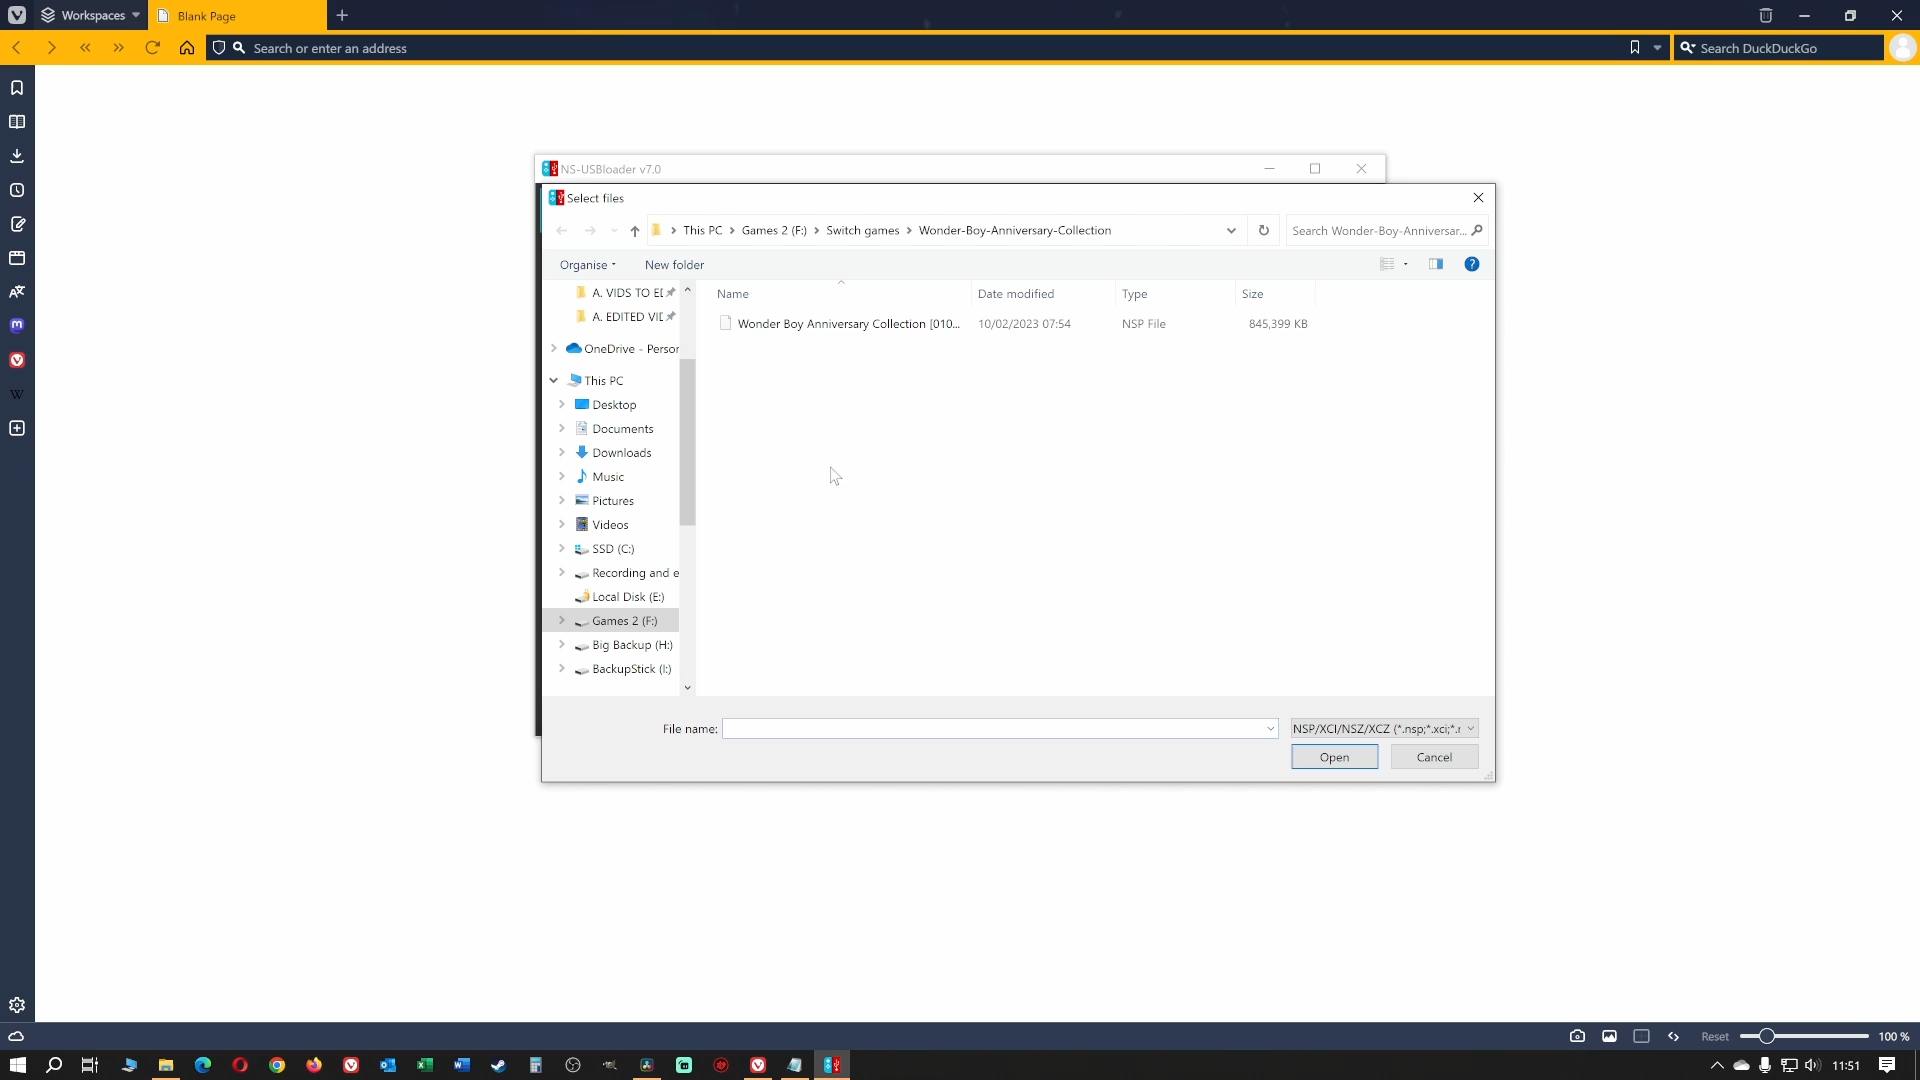 Workspaces
Blank Page
Search or enter an address
Search DuckDuckGo
NS-USBloader v7.0
Select files
This PC > Games 2 (F:) > Switch games > Wonder-Boy-Anniversary-Collection
Search Wonder-Boy-Anniversar...
Organise
New folder
Name Date modified Type Size
Wonder Boy Anniversary Collection [010... 10/02/2023 07:54 NSP File 845,399 KB
A. VIDS TO EI
A. EDITED VIE
OneDrive - Person
This PC
Desktop
Documents
Downloads
Music
Pictures
Videos
SSD (C:)
Recording and e
Local Disk (E:)
Games 2 (F:)
Big Backup (H:)
BackupStick (I:)
File name:
NSP/XCI/NSZ/XCZ (*.nsp;*.xci;*.r
Open
Cancel
Reset
100 %
11:51